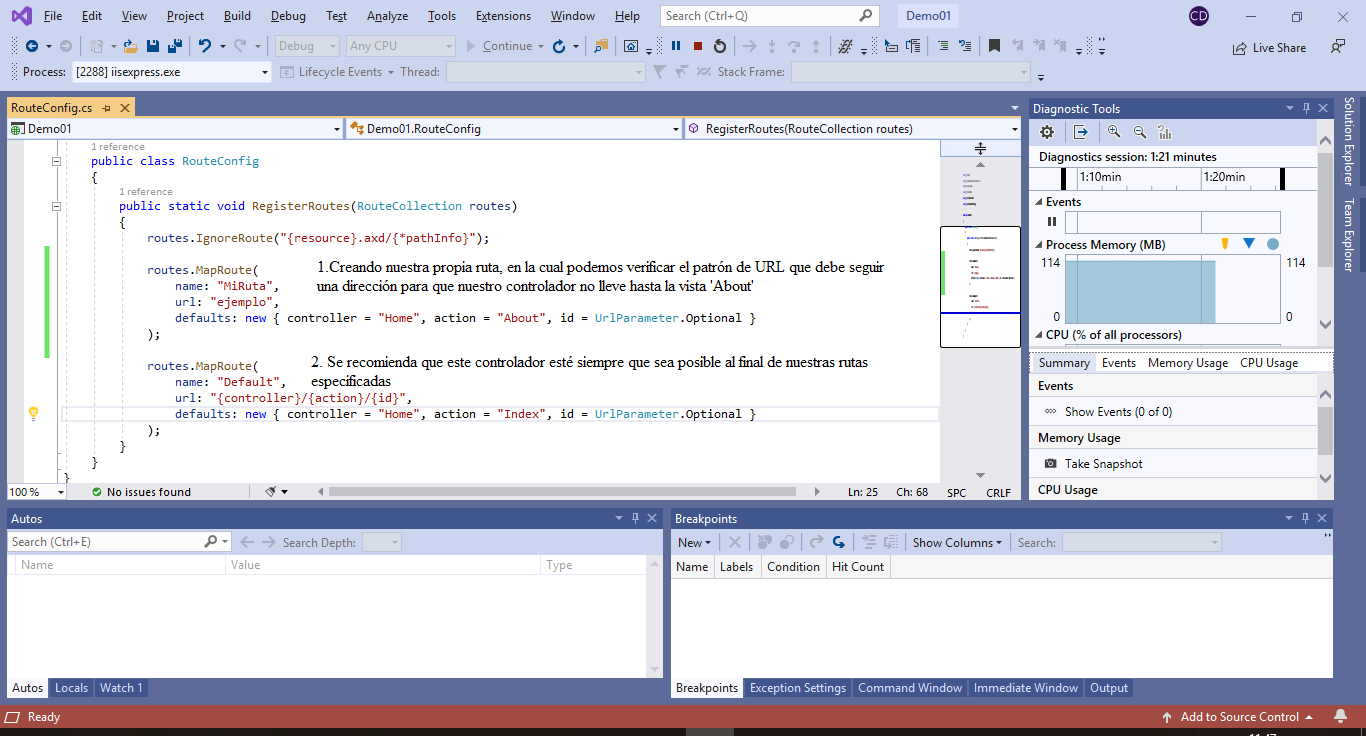 File Edit View Project Build Debug Test Analyze Tools Extensions Window Help Search (Ctrl+Q) Demo01 CD
Debug Any CPU Continue Live Share
Process: [2288] iisexpress.exe Lifecycle Events Thread: Stack Frame:
RouteConfig.cs
Demo01 Demo01.RouteConfig RegisterRoutes(RouteCollection routes)
1 reference
public class RouteConfig
{
1 reference
public static void RegisterRoutes(RouteCollection routes)
{
routes.IgnoreRoute("{resource}.axd/{*pathInfo}");
routes.MapRoute(
name: "MiRuta",
url: "ejemplo",
defaults: new { controller = "Home", action = "About", id = UrlParameter.Optional }
);
1.Creando nuestra propia ruta, en la cual podemos verificar el patrón de URL que debe seguir
una dirección para que nuestro controlador no lleve hasta la vista 'About'
routes.MapRoute(
name: "Default",
url: "{controller}/{action}/{id}",
defaults: new { controller = "Home", action = "Index", id = UrlParameter.Optional }
);
2. Se recomienda que este controlador esté siempre que sea posible al final de nuestras rutas
especificadas
}
}
}
100 % No issues found Ln: 25 Ch: 68 SPC CRLF
Diagnostic Tools
Diagnostics session: 1:21 minutes
1:10min 1:20min
Events
Process Memory (MB)
114 114
0 0
CPU (% of all processors)
Summary Events Memory Usage CPU Usage
Events
Show Events (0 of 0)
Memory Usage
Take Snapshot
CPU Usage
Solution Explorer
Team Explorer
Autos
Search (Ctrl+E) Search Depth:
Name Value Type
Autos Locals Watch 1
Breakpoints
New Show Columns Search:
Name Labels Condition Hit Count
Breakpoints Exception Settings Command Window Immediate Window Output
Ready Add to Source Control